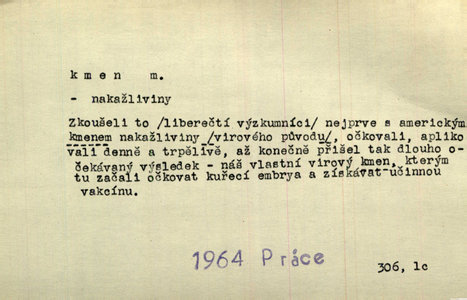 kmen m.
- nakažliviny
Zkoušeli to /liberečtí výzkumníci/ nejprve s americkým
kmenem nakažliviny /virového původu/, očkovali, apliko
vali denně a trpělivě, až konečně přišel tak dlouho o-
čekávaný výsledek - náš vlastní virový kmen, kterým
tu začali očkovat kuřecí embrya a získávat účinnou
vakcínu.
1964 Práce
306, 1c